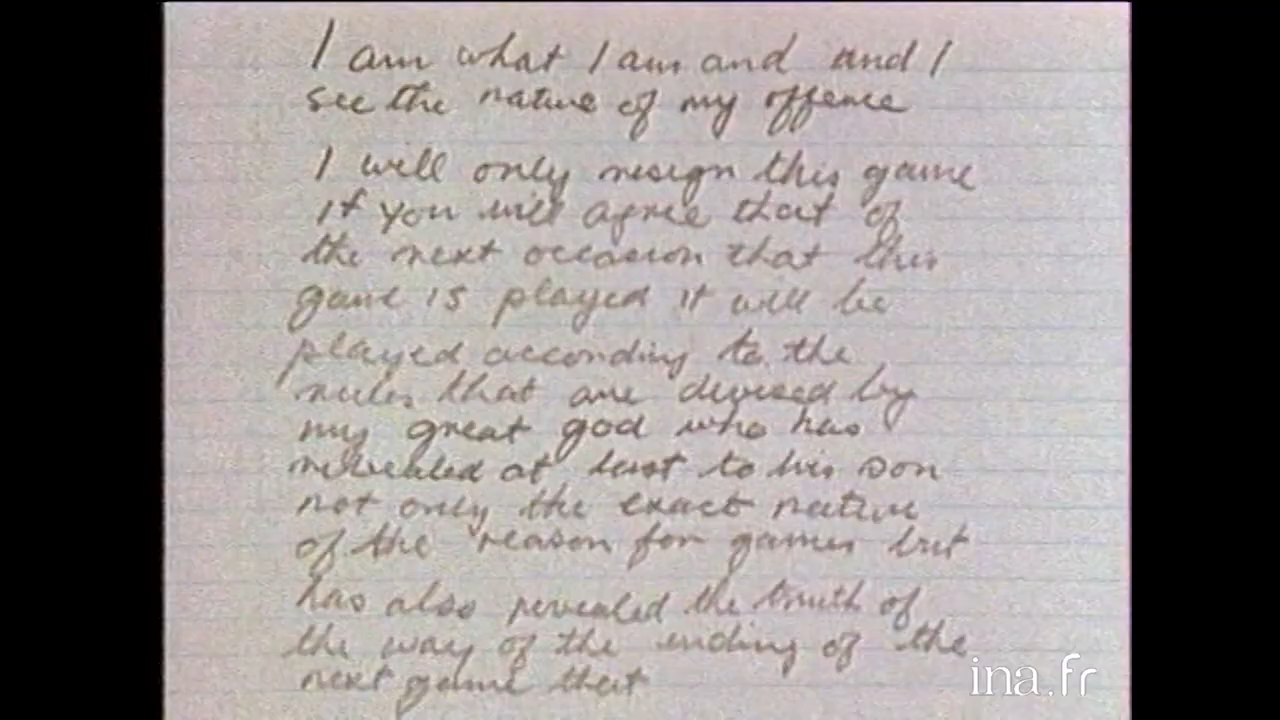 I am what I am and and I
see the nature of my offence
I will only resign this game
if you will agree that of
the next occasion that this
game is played it will be
played according to the
rules that are devised by
my great god who has
revealed at last to his son
not only the exact nature
of the reason for games but
has also revealed the truth of
the way of the ending of the
next game that
ina.fr